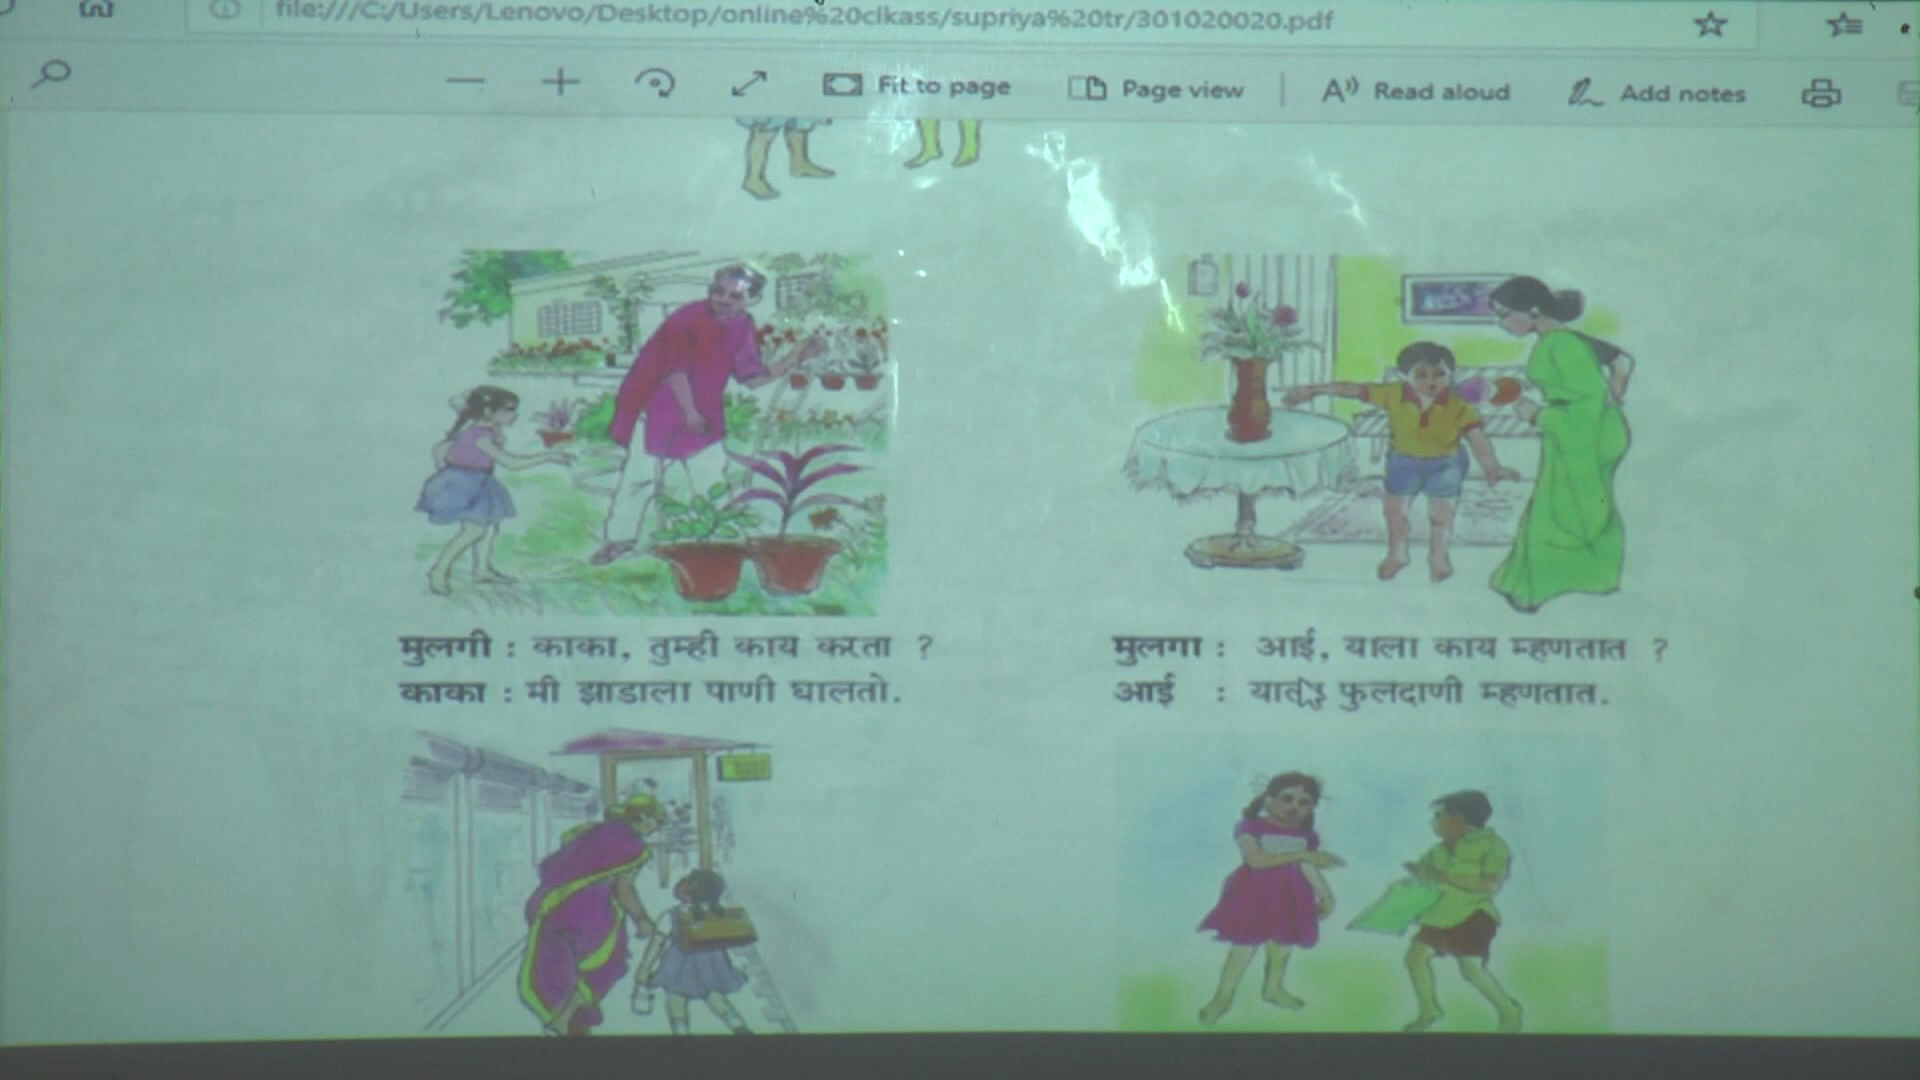 file:///C:/Users/Lenovo/Desktop/online%20clkass/supriya%20tr/301020020.pdf
Fit to page
Page view
Read aloud
Add notes
मुलगी : काका, तुम्ही काय करता ?
काका : मी झाडाला पाणी घालतो.
मुलगा : आई, याला काय म्हणतात ?
आई : फुलदाणी म्हणतात.